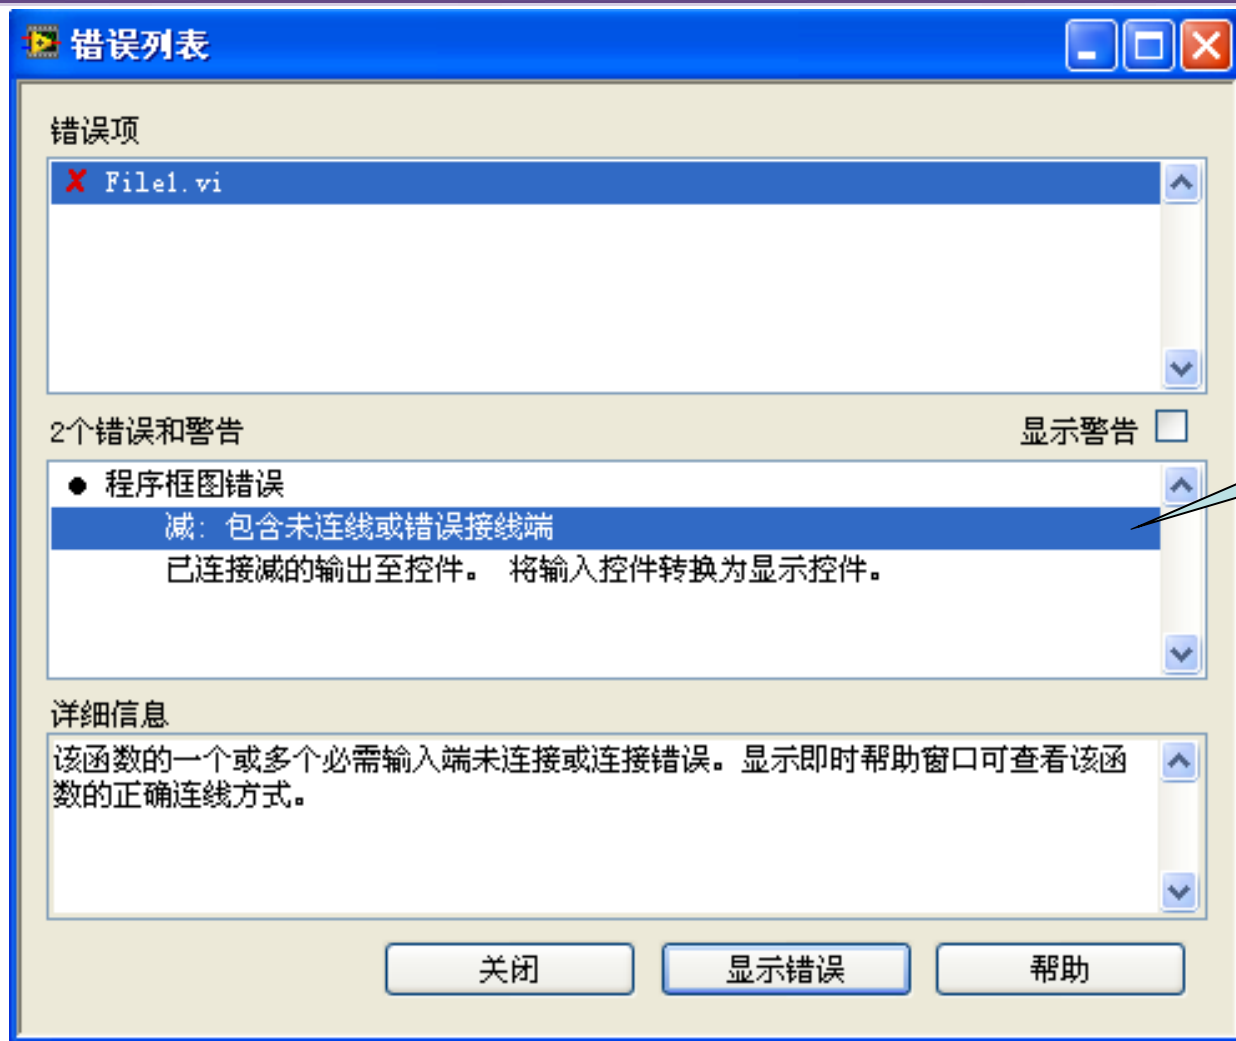 错误列表
错误项
File1.vi
2个错误和警告
显示警告
程序框图错误
减：包含未连线或错误接线端
已连接减的输出至控件。 将输入控件转换为显示控件。
详细信息
该函数的一个或多个必需输入端未连接或连接错误。显示即时帮助窗口可查看该函
数的正确连线方式。
关闭
显示错误
帮助